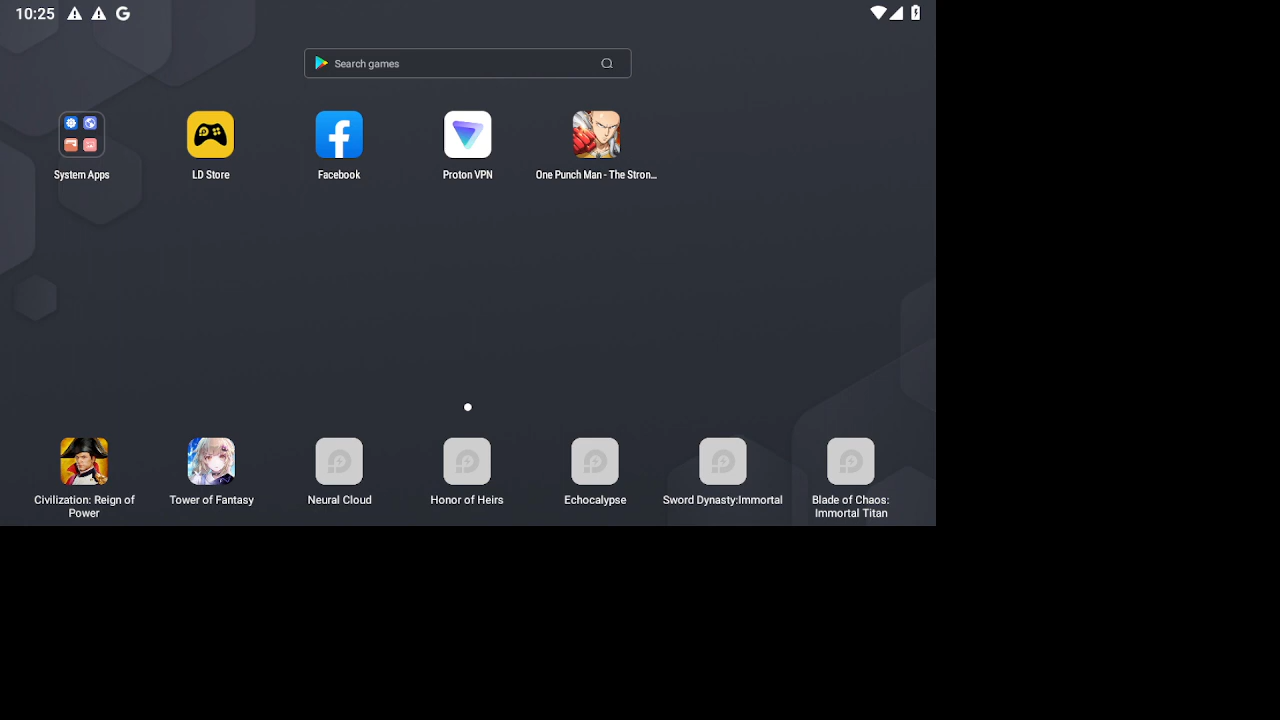 10:25
Search games
System Apps
LD Store
Facebook
Proton VPN
One Punch Man - The Stron...
Civilization: Reign of
Power
Tower of Fantasy
Neural Cloud
Honor of Heirs
Echocalypse
Sword Dynasty:Immortal
Blade of Chaos:
Immortal Titan